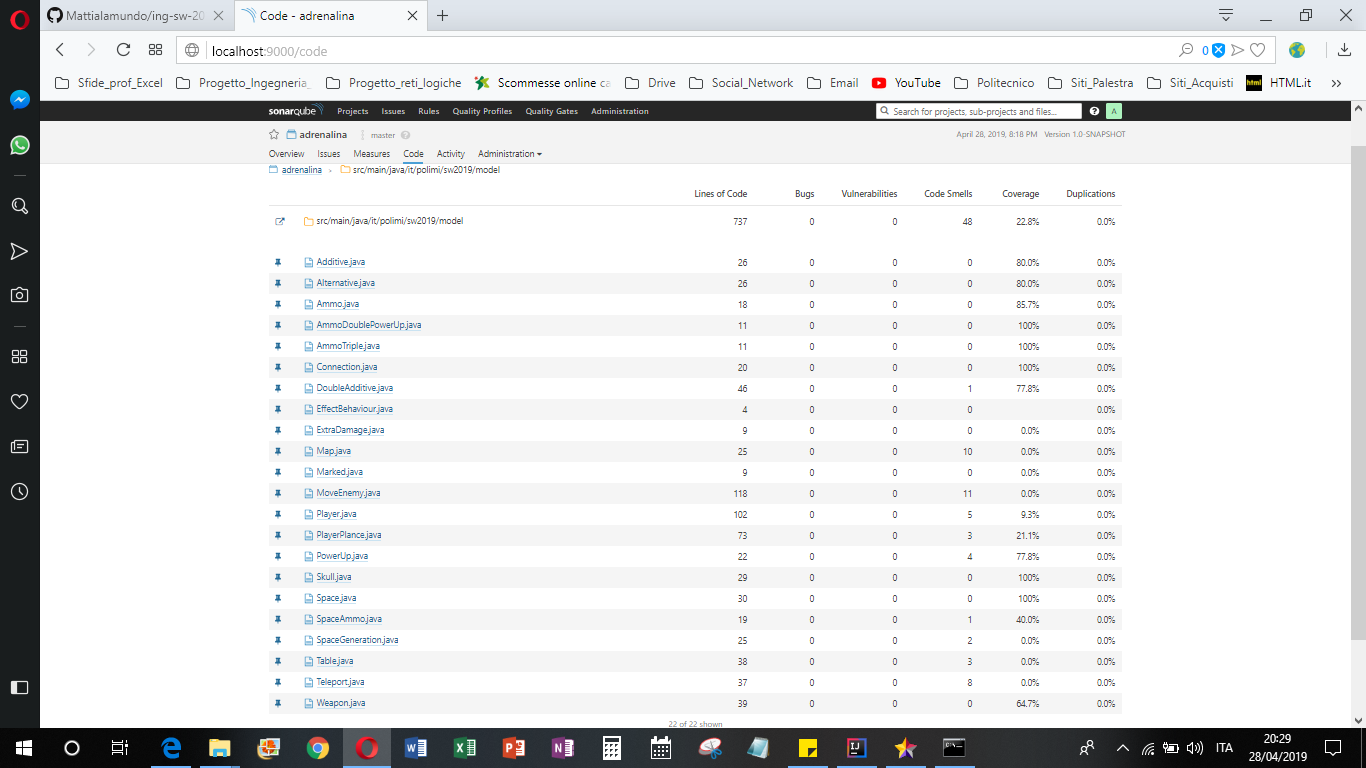 Mattialamundo/ing-sw-20
Code - adrenalina
localhost:9000/code
0
Sfide_prof_Excel
Progetto_Ingegneria_
Progetto_reti_logiche
Scommesse online ca
Drive
Social_Network
Email
YouTube
Politecnico
Siti_Palestra
Siti_Acquisti
html HTML.it
sonarqube Projects Issues Rules Quality Profiles Quality Gates Administration Search for projects, sub-projects and files... A
adrenalina master April 28, 2019, 8:18 PM Version 1.0-SNAPSHOT
Overview Issues Measures Code Activity Administration
adrenalina src/main/java/it/polimi/sw2019/model
Lines of Code Bugs Vulnerabilities Code Smells Coverage Duplications
src/main/java/it/polimi/sw2019/model 737 0 0 48 22.8% 0.0%
Additive.java 26 0 0 0 80.0% 0.0%
Alternative.java 26 0 0 0 80.0% 0.0%
Ammo.java 18 0 0 0 85.7% 0.0%
AmmoDoublePowerUp.java 11 0 0 0 100% 0.0%
AmmoTriple.java 11 0 0 0 100% 0.0%
Connection.java 20 0 0 0 100% 0.0%
DoubleAdditive.java 46 0 0 1 77.8% 0.0%
EffectBehaviour.java 4 0 0 0 0.0%
ExtraDamage.java 9 0 0 0 0.0% 0.0%
Map.java 25 0 0 10 0.0% 0.0%
Marked.java 9 0 0 0 0.0% 0.0%
MoveEnemy.java 118 0 0 11 0.0% 0.0%
Player.java 102 0 0 5 9.3% 0.0%
PlayerPlance.java 73 0 0 3 21.1% 0.0%
PowerUp.java 22 0 0 4 77.8% 0.0%
Skull.java 29 0 0 0 100% 0.0%
Space.java 30 0 0 0 100% 0.0%
SpaceAmmo.java 19 0 0 1 40.0% 0.0%
SpaceGeneration.java 25 0 0 2 0.0% 0.0%
Table.java 38 0 0 3 0.0% 0.0%
Teleport.java 37 0 0 8 0.0% 0.0%
Weapon.java 39 0 0 0 64.7% 0.0%
22 of 22 shown
ITA
20:29
28/04/2019